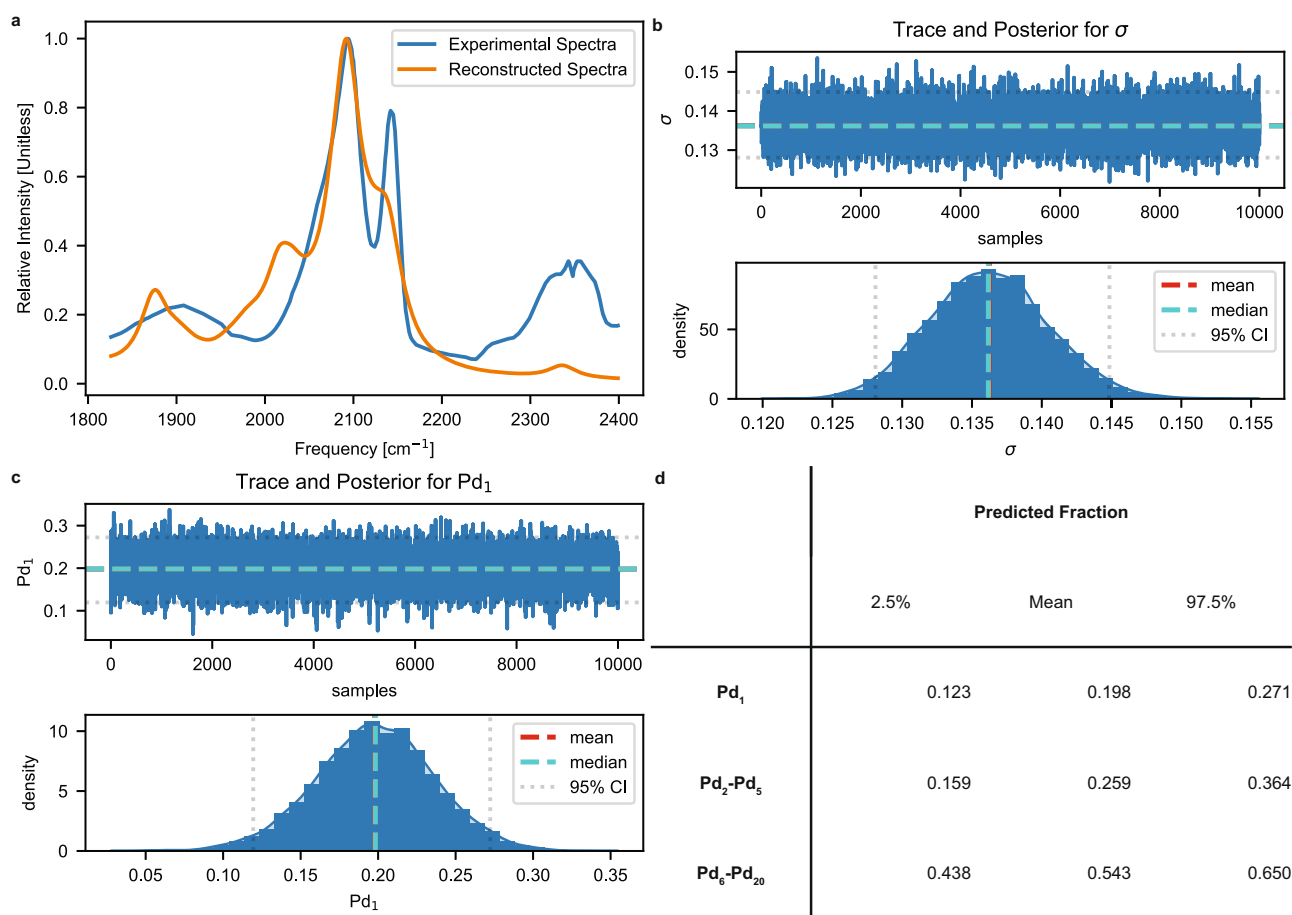 a
1.0
0.8
0.6
0.4
0.2
0.0
Relative Intensity [Unitless]
Experimental Spectra
Reconstructed Spectra
1800 1900 2000 2100 2200 2300 2400
Frequency [cm⁻¹]
b
Trace and Posterior for σ
0.15
0.14
0.13
σ
0 2000 4000 6000 8000 10000
samples
50
0
density
mean
median
95% CI
0.120 0.125 0.130 0.135 0.140 0.145 0.150 0.155
σ
c
Trace and Posterior for Pd₁
0.3
0.2
0.1
Pd₁
0 2000 4000 6000 8000 10000
samples
10
5
0
density
mean
median
95% CI
0.05 0.10 0.15 0.20 0.25 0.30 0.35
Pd₁
d
Predicted Fraction
2.5% Mean 97.5%
Pd₁ 0.123 0.198 0.271
Pd₂-Pd₅ 0.159 0.259 0.364
Pd₆-Pd₂₀ 0.438 0.543 0.650